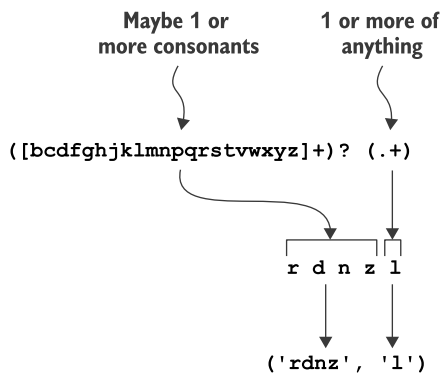 Maybe 1 or
more consonants
1 or more of
anything
([bcdfghjklmnpqrstvwxyz]+)? (.+)
r d n z l
('rdnz', 'l')